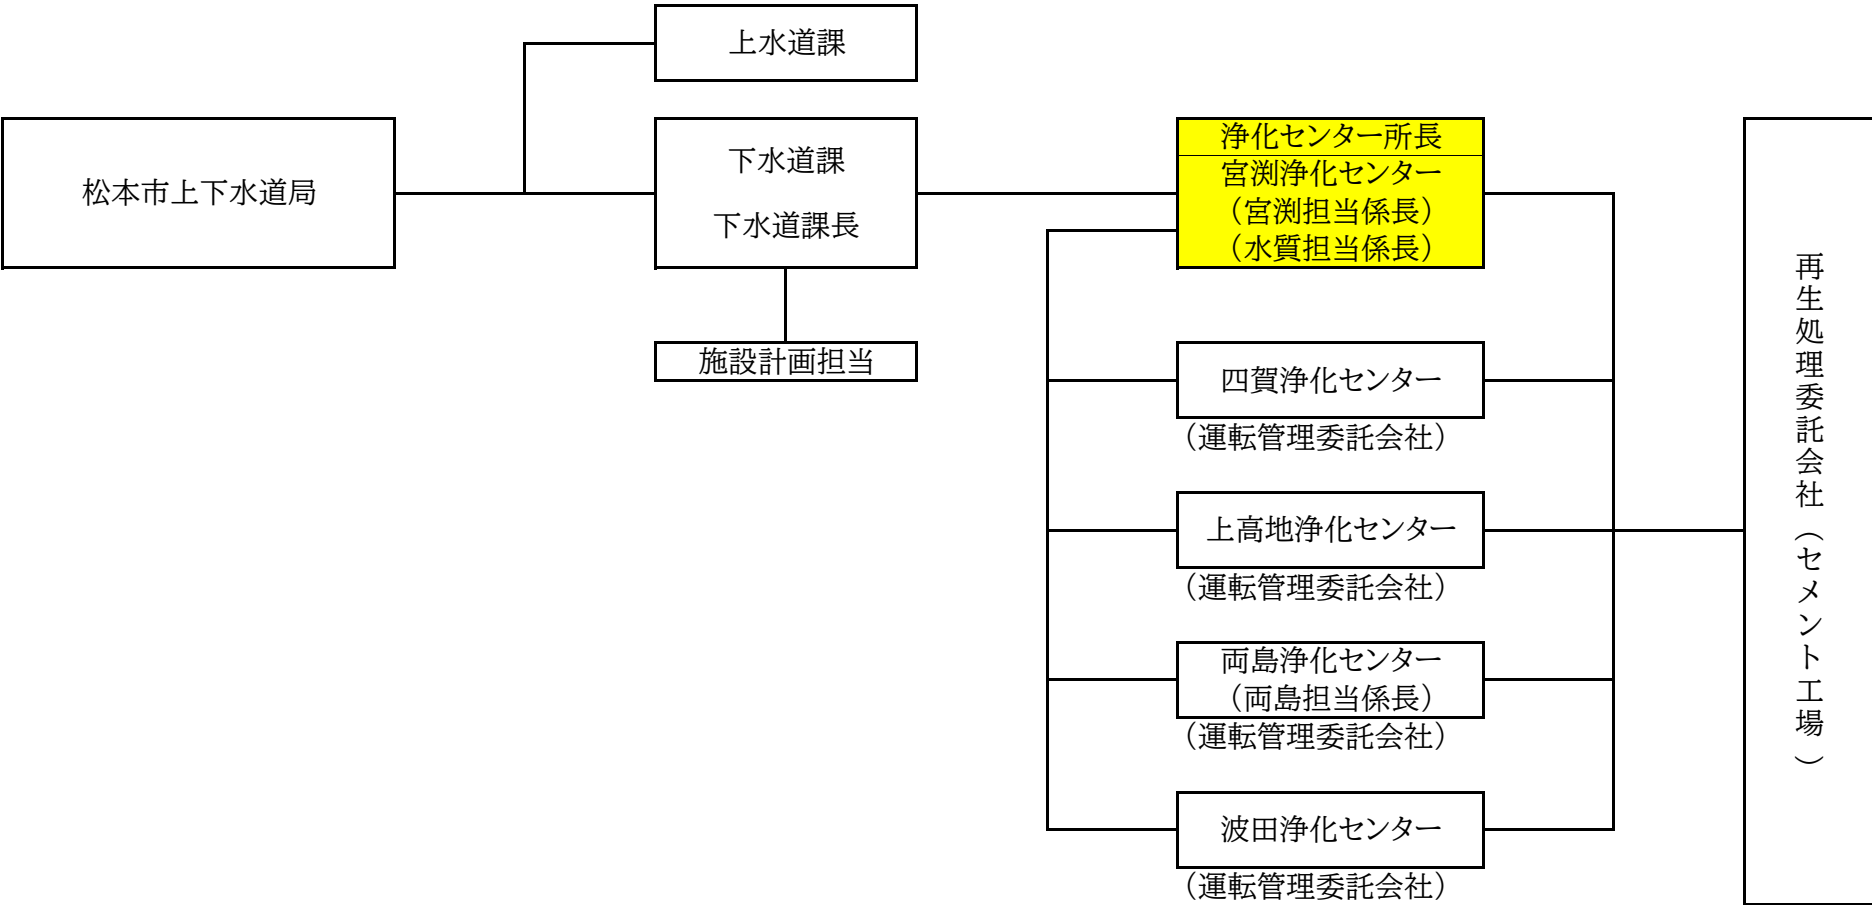 上水道課
松本市上下水道局
下水道課
下水道課長
施設計画担当
浄化センター所長
宮渕浄化センター
（宮渕担当係長）
（水質担当係長）
四賀浄化センター
（運転管理委託会社）
上高地浄化センター
（運転管理委託会社）
両島浄化センター
（両島担当係長）
（運転管理委託会社）
波田浄化センター
（運転管理委託会社）
再生処理委託会社（セメント工場）